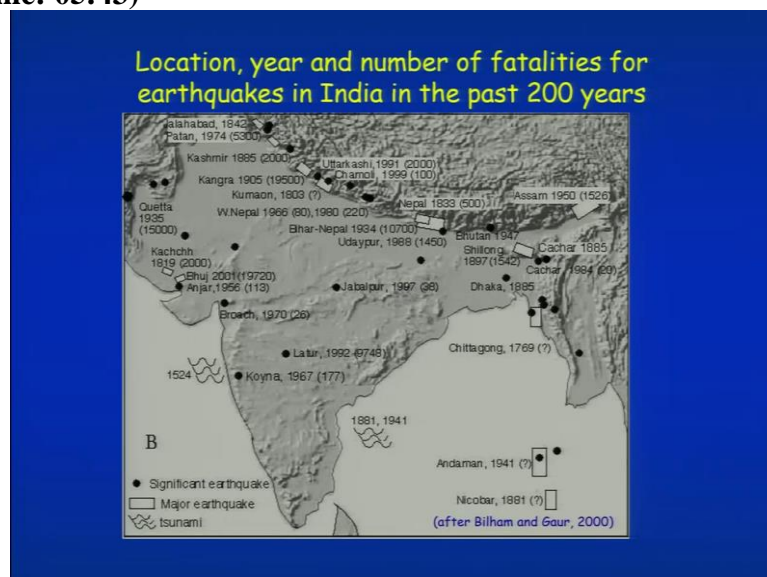 Location, year and number of fatalities for
earthquakes in India in the past 200 years
alahabad, 1842
Patan, 1974 (5300)
Kashmir 1885 (2000)
Uttarkashi,1991 (2000)
Chamoli, 1999 (100)
Kangra 1905 (19500)
Kumaon, 1803 (?)
Nepal 1833 (500)
Assam 1950 (1526)
W.Nepal 1966 (80),1980 (220)
Quetta
1935
(15000)
Bihar-Nepal 1934 (10700)
Udaypur, 1988 (1450)
Bhutan 1947
Shillong,
1897(1542)
Cachar 1885
Cachar, 1984 (20)
Kachchh
1819 (2000)
Bhuj 2001(19720)
Anjar,1956 (113)
Jabalpur, 1997 (38)
Dhaka, 1885
Broach, 1970 (26)
Chittagong, 1769 (?)
Latur, 1992 (9748)
1524
Koyna, 1967 (177)
1881, 1941
B
Andaman, 1941 (?)
Significant earthquake
Major earthquake
Nicobar, 1881 (?)
tsunami
(after Bilham and Gaur, 2000)